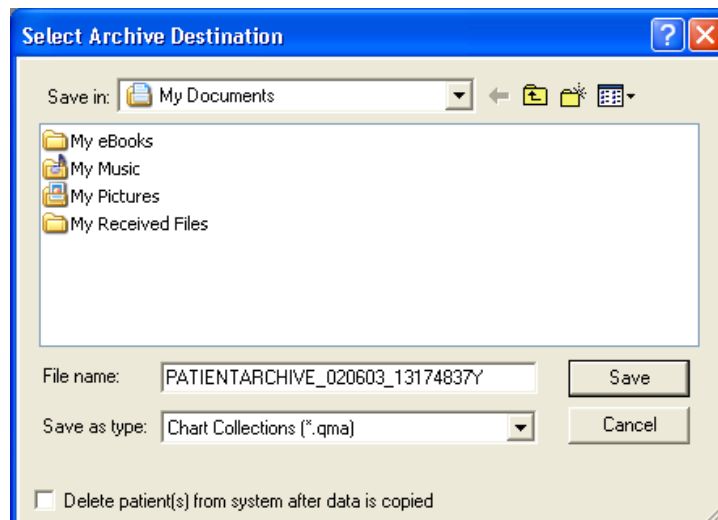 Select Archive Destination
Save in: My Documents
My eBooks
My Music
My Pictures
My Received Files
File name: PATIENTARCHIVE_020603_13174837Y Save
Save as type: Chart Collections (*.qma) Cancel
Delete patient(s) from system after data is copied